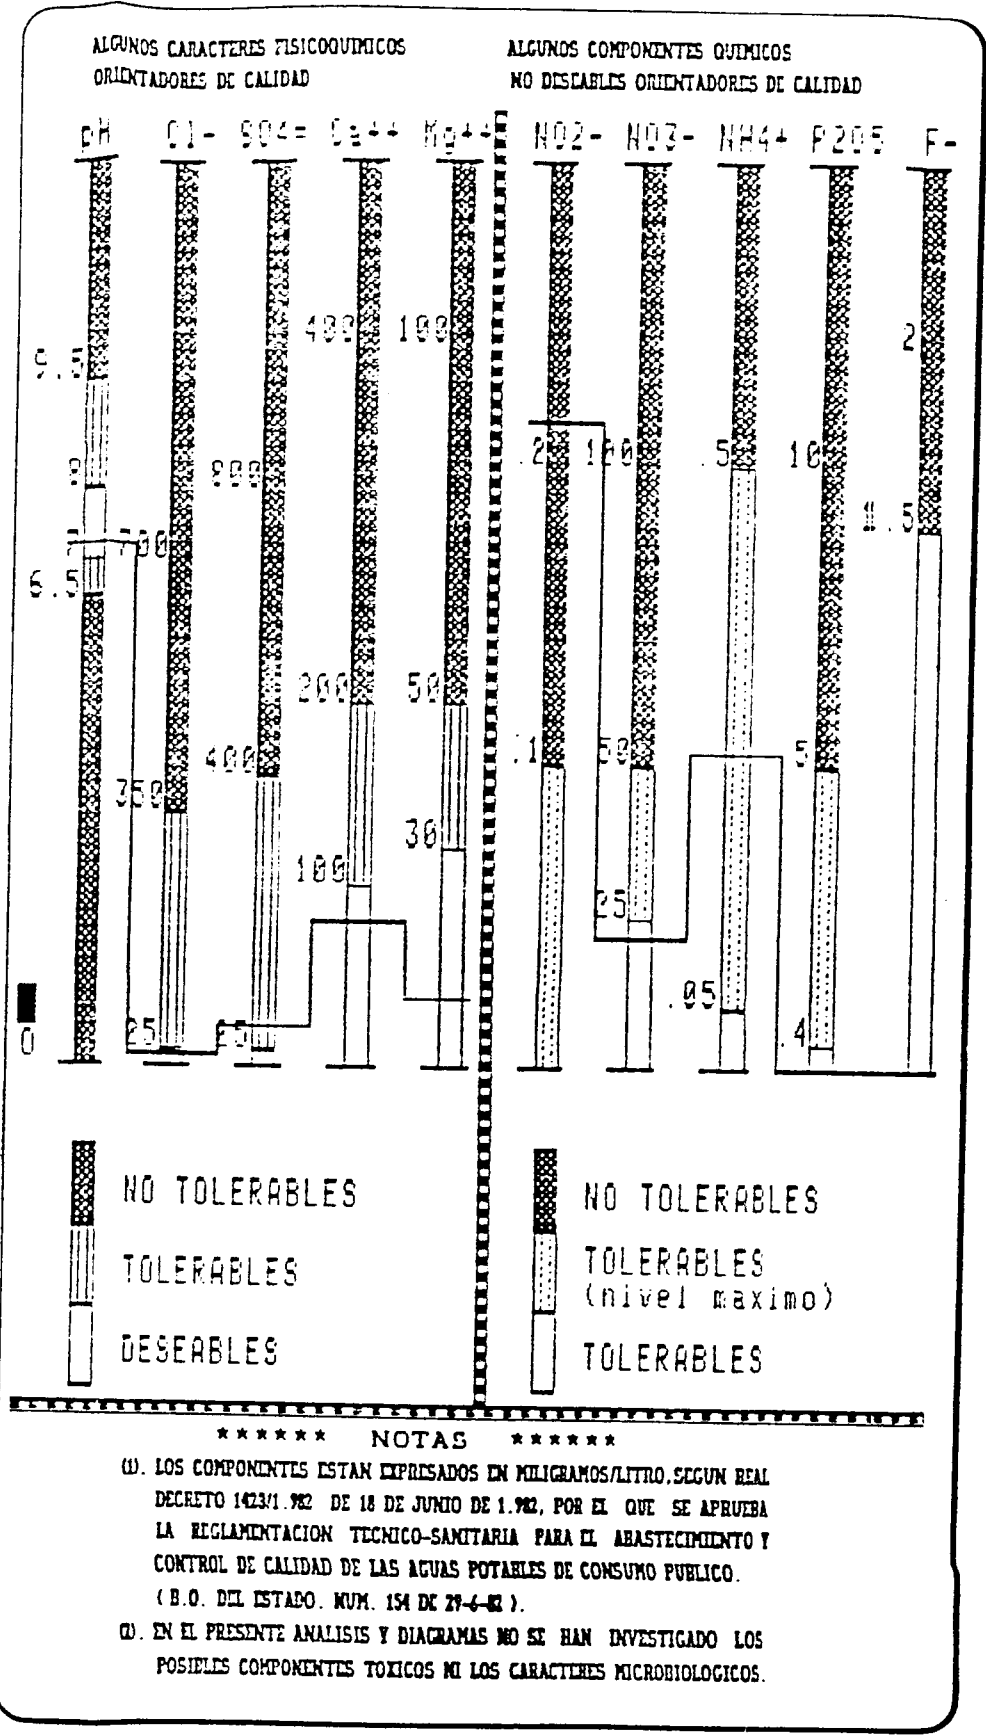 ALGUNOS CARACTERES FISICOQUIMICOS
ORIENTADORES DE CALIDAD
ALGUNOS COMPONENTES QUIMICOS
NO DESEABLES ORIENTADORES DE CALIDAD
pH Cl- SO4= Ca++ Mg++ NO2- NO3- NH4+ P2O5 F-
400 100 2
9.5
.2 100 .5 10
8 800
1.5
7 700
6.5
200 50
.1 50 5
400
350
30
100
25
.05
0 25 25 .4
NO TOLERABLES
TOLERABLES
DESEABLES
NO TOLERABLES
TOLERABLES
(nivel maximo)
TOLERABLES
****** NOTAS ******
(1). LOS COMPONENTES ESTAN EXPRESADOS EN MILIGRAMOS/LITRO,SEGUN REAL
DECRETO 1423/1.982 DE 18 DE JUNIO DE 1.982, POR EL QUE SE APRUEBA
LA REGLAMENTACION TECNICO-SANITARIA PARA EL ABASTECIMIENTO Y
CONTROL DE CALIDAD DE LAS AGUAS POTABLES DE CONSUMO PUBLICO.
( B.O. DEL ESTADO. NUM. 154 DE 29-6-82 ).
(2). EN EL PRESENTE ANALISIS Y DIAGRAMAS NO SE HAN INVESTIGADO LOS
POSIBLES COMPONENTES TOXICOS NI LOS CARACTERES MICROBIOLOGICOS.